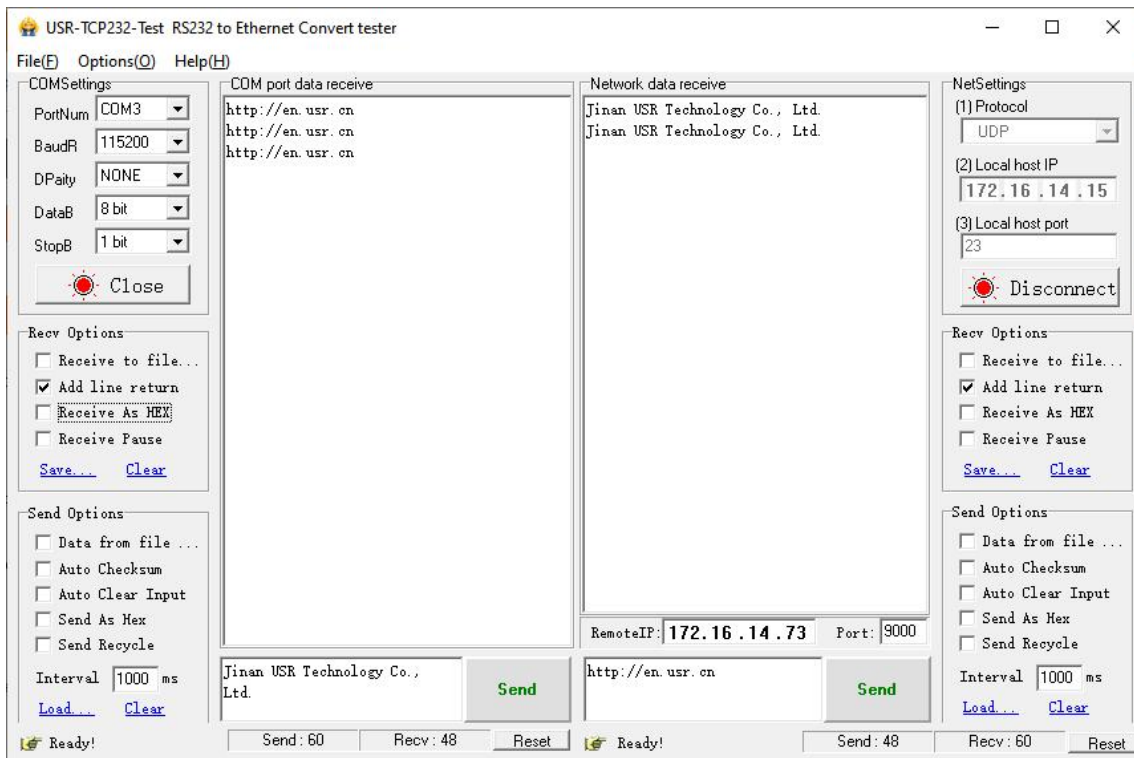 USR-TCP232-Test RS232 to Ethernet Convert tester
File(F) Options(O) Help(H)
COMSettings
PortNum COM3
BaudR 115200
DPaity NONE
DataB 8 bit
StopB 1 bit
Close
Recv Options
Receive to file...
Add line return
Receive As HEX
Receive Pause
Save... Clear
Send Options
Data from file ...
Auto Checksum
Auto Clear Input
Send As Hex
Send Recycle
Interval 1000 ms
Load... Clear
COM port data receive
http://en.usr.cn
http://en.usr.cn
http://en.usr.cn
Jinan USR Technology Co.,
Ltd.
Send
Network data receive
Jinan USR Technology Co., Ltd.
Jinan USR Technology Co., Ltd.
RemoteIP: 172.16.14.73 Port: 9000
http://en.usr.cn
Send
NetSettings
(1) Protocol
UDP
(2) Local host IP
172.16.14.15
(3) Local host port
23
Disconnect
Recv Options
Receive to file...
Add line return
Receive As HEX
Receive Pause
Save... Clear
Send Options
Data from file ...
Auto Checksum
Auto Clear Input
Send As Hex
Send Recycle
Interval 1000 ms
Load... Clear
Ready! Send : 60 Recv : 48 Reset
Ready! Send : 48 Recv : 60 Reset